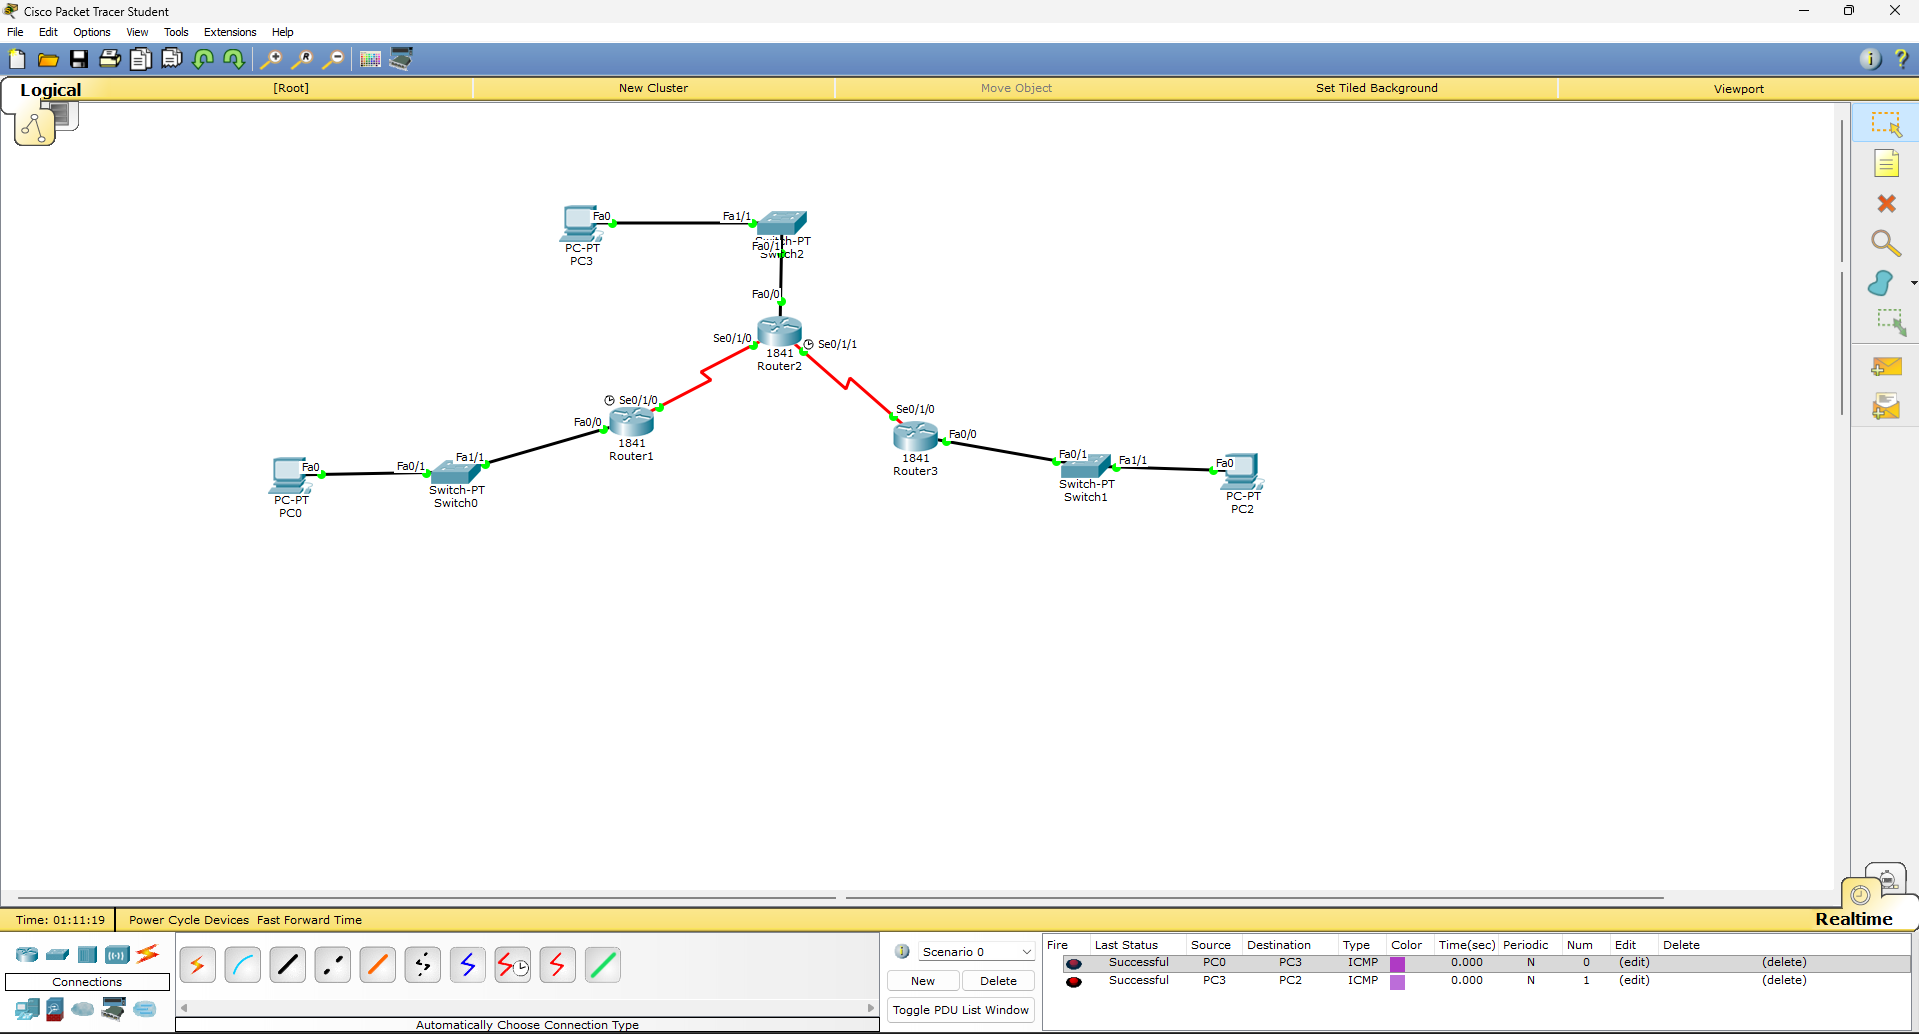 Cisco Packet Tracer Student
File Edit Options View Tools Extensions Help
Logical [Root] New Cluster Move Object Set Tiled Background Viewport
Fa0 Fa1/1
PC-PT
PC3
Switch-PT
Fa0/1
Switch2
Fa0/0
Se0/1/0 Se0/1/1
1841
Router2
Se0/1/0
Fa0/0
1841
Router1
Se0/1/0
Fa0/0
1841
Router3
Fa0 Fa0/1 Fa1/1
PC-PT
PC0
Switch-PT
Switch0
Fa0/1 Fa1/1 Fa0
Switch-PT
Switch1
PC-PT
PC2
Time: 01:11:19 Power Cycle Devices Fast Forward Time
Realtime
Connections
Automatically Choose Connection Type
Scenario 0
New Delete
Toggle PDU List Window
Fire Last Status Source Destination Type Color Time(sec) Periodic Num Edit Delete
Successful PC0 PC3 ICMP 0.000 N 0 (edit) (delete)
Successful PC3 PC2 ICMP 0.000 N 1 (edit) (delete)